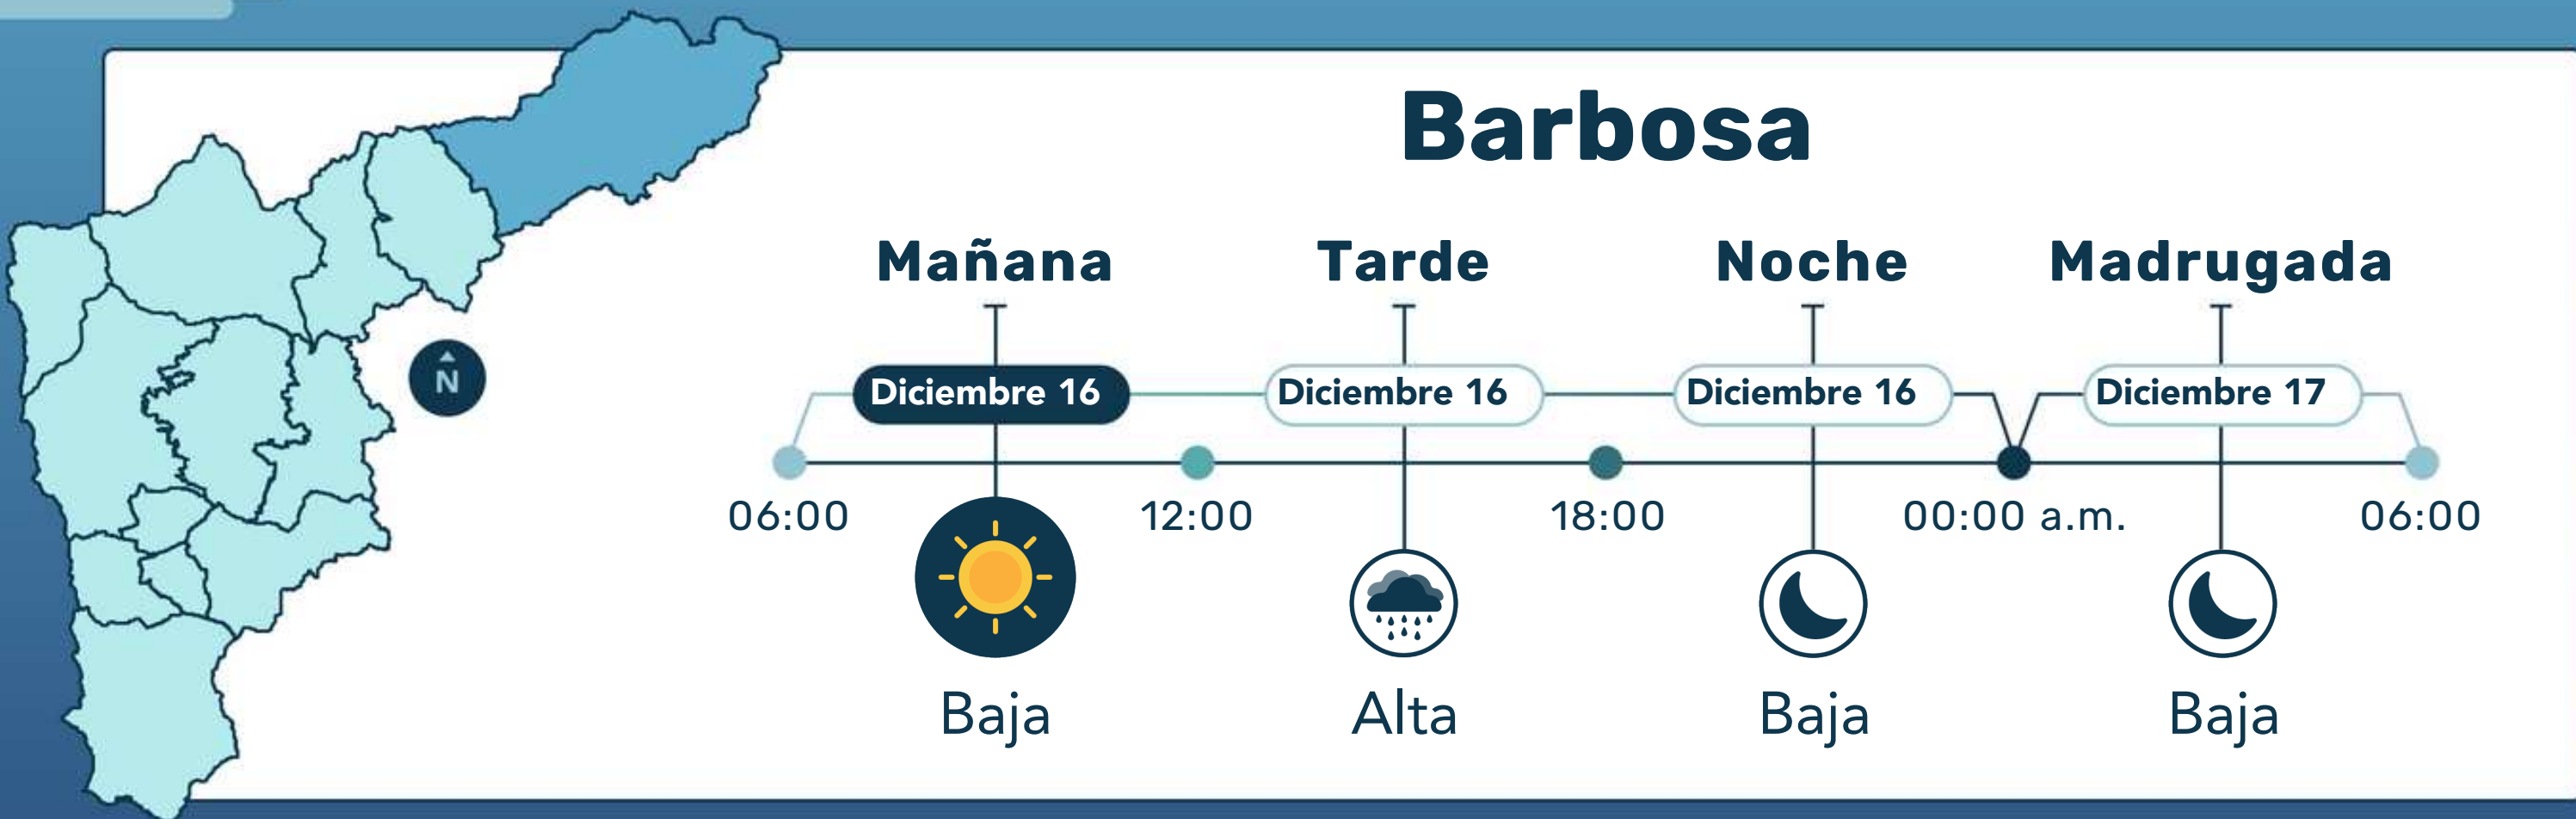 Barbosa
Mañana Tarde Noche Madrugada
Diciembre 16 Diciembre 16 Diciembre 16 Diciembre 17
N
06:00 12:00 18:00 00:00 a.m. 06:00
Baja Alta Baja Baja